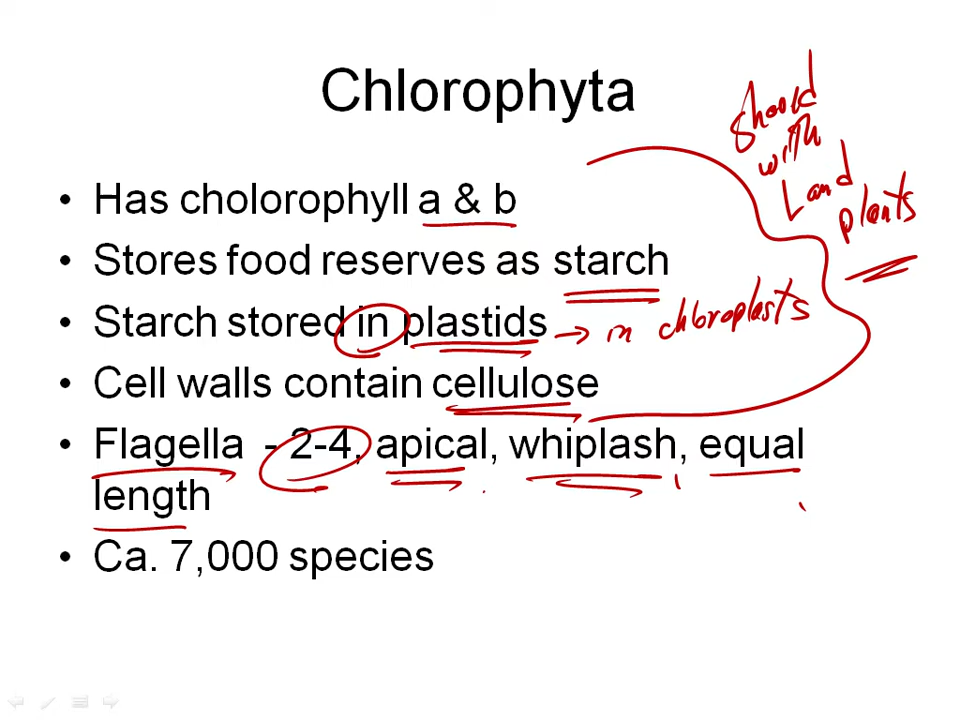 Chlorophyta
• Has cholorophyll a & b
• Stores food reserves as starch
• Starch stored in plastids → in chloroplasts
• Cell walls contain cellulose
• Flagella - 2-4, apical, whiplash, equal
length
• Ca. 7,000 species
Shared
with
Land
plants